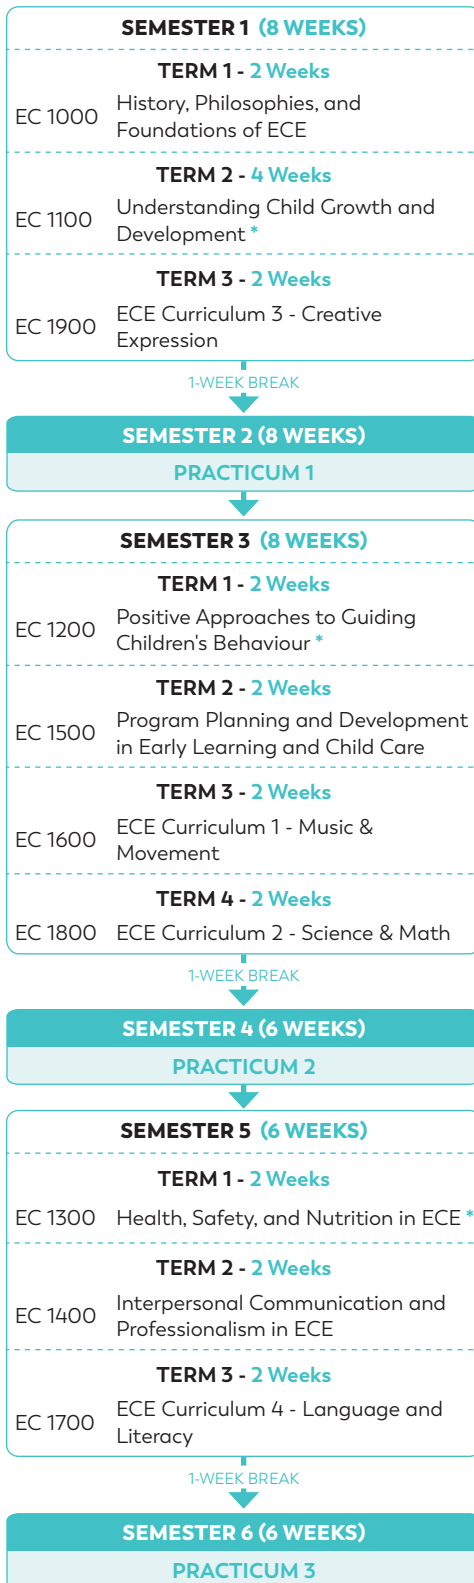 SEMESTER 1 (8 WEEKS)
TERM 1 - 2 Weeks
EC 1000 History, Philosophies, and
Foundations of ECE
TERM 2 - 4 Weeks
EC 1100 Understanding Child Growth and
Development *
TERM 3 - 2 Weeks
EC 1900 ECE Curriculum 3 - Creative
Expression
1-WEEK BREAK
SEMESTER 2 (8 WEEKS)
PRACTICUM 1
SEMESTER 3 (8 WEEKS)
TERM 1 - 2 Weeks
EC 1200 Positive Approaches to Guiding
Children's Behaviour *
TERM 2 - 2 Weeks
EC 1500 Program Planning and Development
in Early Learning and Child Care
TERM 3 - 2 Weeks
EC 1600 ECE Curriculum 1 - Music &
Movement
TERM 4 - 2 Weeks
EC 1800 ECE Curriculum 2 - Science & Math
1-WEEK BREAK
SEMESTER 4 (6 WEEKS)
PRACTICUM 2
SEMESTER 5 (6 WEEKS)
TERM 1 - 2 Weeks
EC 1300 Health, Safety, and Nutrition in ECE *
TERM 2 - 2 Weeks
EC 1400 Interpersonal Communication and
Professionalism in ECE
TERM 3 - 2 Weeks
EC 1700 ECE Curriculum 4 - Language and
Literacy
1-WEEK BREAK
SEMESTER 6 (6 WEEKS)
PRACTICUM 3